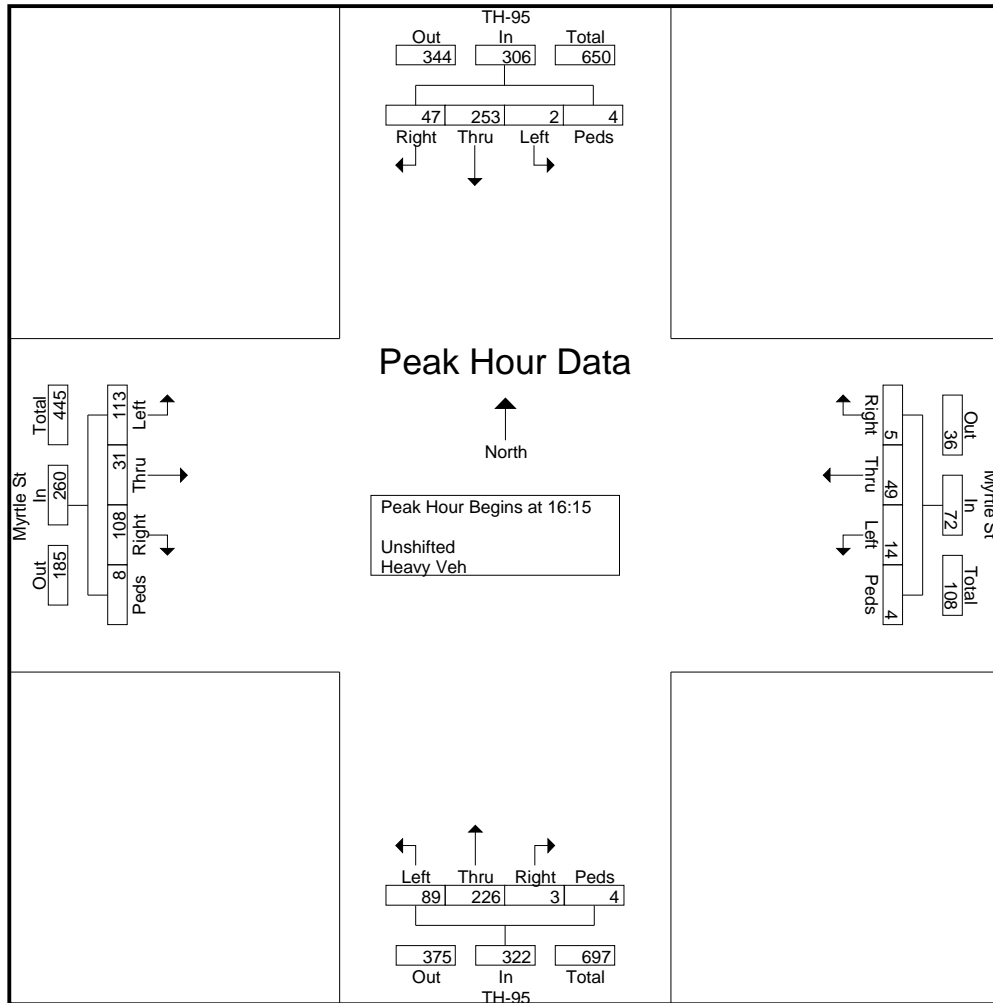 TH-95
Out In Total
344 306 650
47 253 2 4
Right Thru Left Peds
Peak Hour Data
North
Peak Hour Begins at 16:15
Unshifted
Heavy Veh
Myrtle St
Total In Out
445 260 185
113 31 108 8
Left Thru Right Peds
Right Thru Left Peds
5 49 14 4
36 72 108
Out In Total
Myrtle St
Left Thru Right Peds
89 226 3 4
375 322 697
Out In Total
TH-95